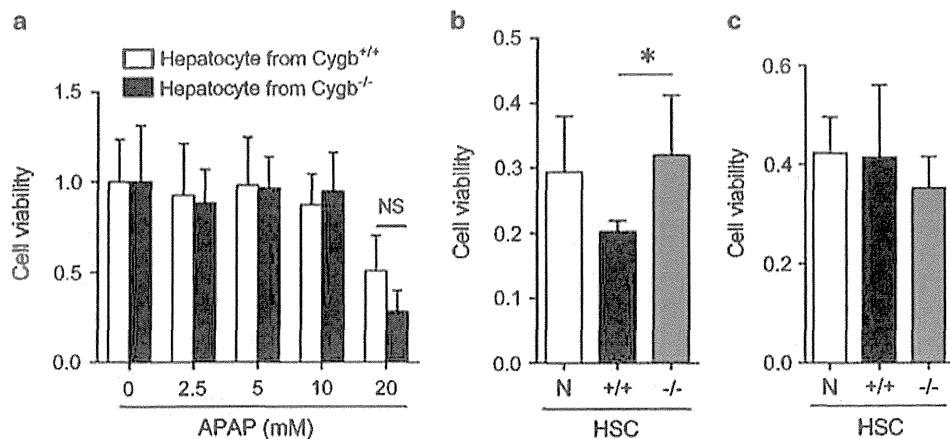 a
Hepatocyte from Cygb+/+
Hepatocyte from Cygb-/-
1.5
1.0
0.5
0.0
Cell viability
NS
0 2.5 5 10 20
APAP (mM)
b
0.5
0.4
0.3
0.2
0.1
0.0
Cell viability
*
N +/+ -/-
HSC
c
0.6
0.4
0.2
0.0
Cell viability
N +/+ -/-
HSC